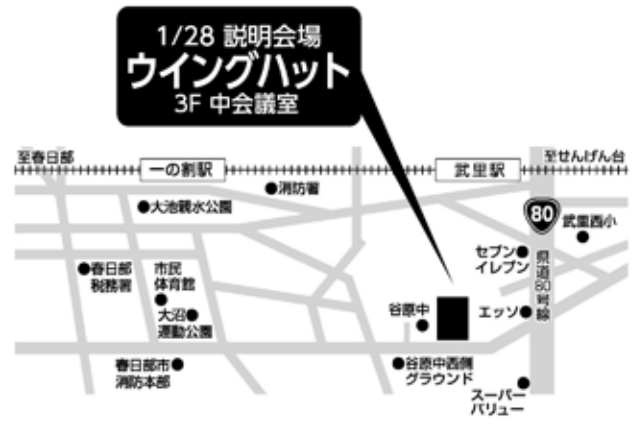 1/28 説明会場
ウイングハット
3F 中会議室
至春日部
一の割駅
武里駅
至せんげん台
消防署
大池親水公園
80
武里西小
セブン
イレブン
県道80号線
春日部
税務署
市民
体育館
大沼
運動公園
谷原中
エッソ
春日部市
消防本部
谷原中西側
グラウンド
スーパー
バリュー